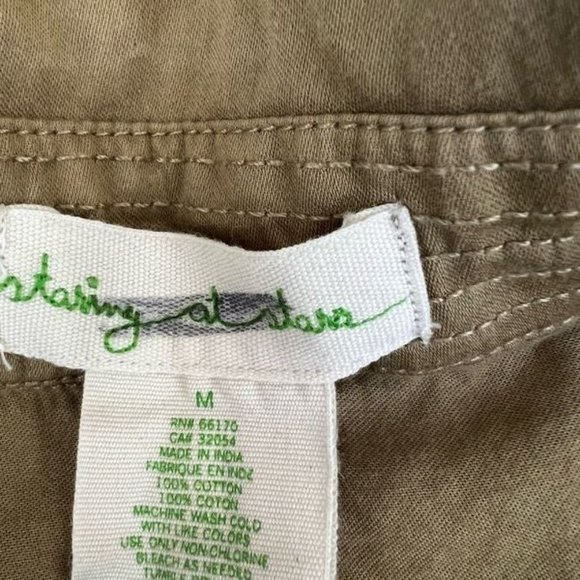 staring at stars
M
RN# 66170
CA# 32054
MADE IN INDIA
FABRIQUE EN INDE
100% COTTON
100% COTON
MACHINE WASH COLD
WITH LIKE COLORS
USE ONLY NON-CHLORINE
BLEACH AS NEEDED
TUMBLE